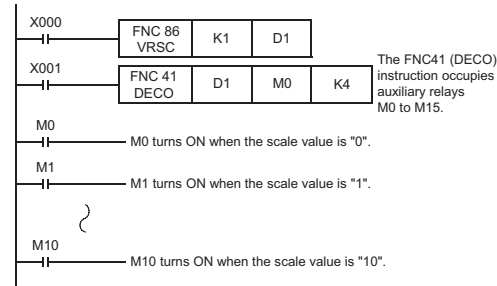 X000
FNC 86
VRSC
K1
D1
X001
FNC 41
DECO
D1
M0
K4
The FNC41 (DECO)
instruction occupies
auxiliary relays
M0 to M15.
M0
M0 turns ON when the scale value is "0".
M1
M1 turns ON when the scale value is "1".
M10
M10 turns ON when the scale value is "10".